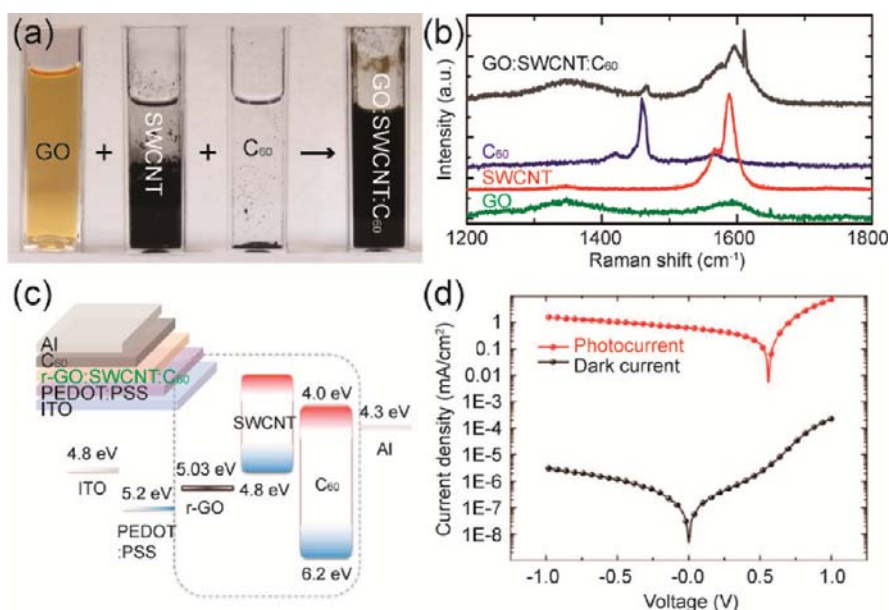 (a)
GO
+
SWCNT
+
C₆₀
→
GO:SWCNT:C₆₀
(b)
Intensity (a.u.)
GO:SWCNT:C₆₀
C₆₀
SWCNT
GO
1200 1400 1600 1800
Raman shift (cm⁻¹)
(c)
Al
C₆₀
r-GO:SWCNT:C₆₀
PEDOT:PSS
ITO
4.8 eV
ITO
5.2 eV
PEDOT
:PSS
5.03 eV
r-GO
SWCNT
4.8 eV
4.0 eV
C₆₀
6.2 eV
4.3 eV
Al
(d)
Current density (mA/cm²)
1
0.1
0.01
1E-3
1E-4
1E-5
1E-6
1E-7
1E-8
Photocurrent
Dark current
-1.0 -0.5 -0.0 0.5 1.0
Voltage (V)